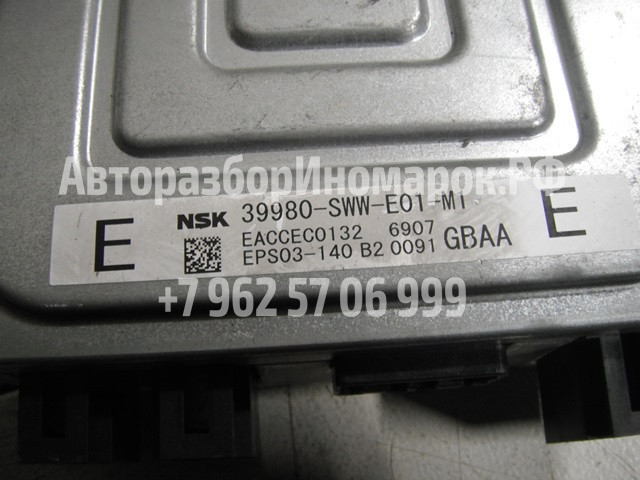 АвторазборИномарок.РФ
E NSK 39980-SWW-E01-M1 E
EACCEC0132 6907
EPS03-140 B2 0091 GBAA
+7 962 57 06 999